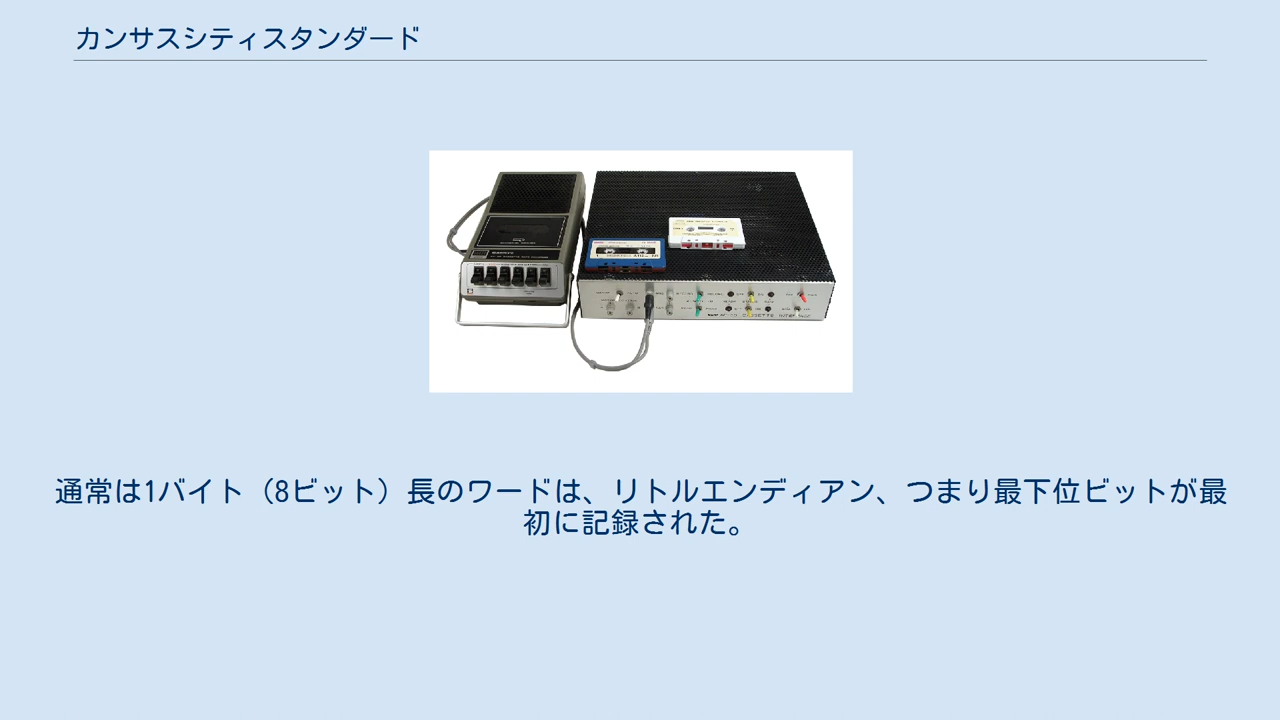 カンサスシティスタンダード
通常は1バイト（8ビット）長のワードは、リトルエンディアン、つまり最下位ビットが最
初に記録された。